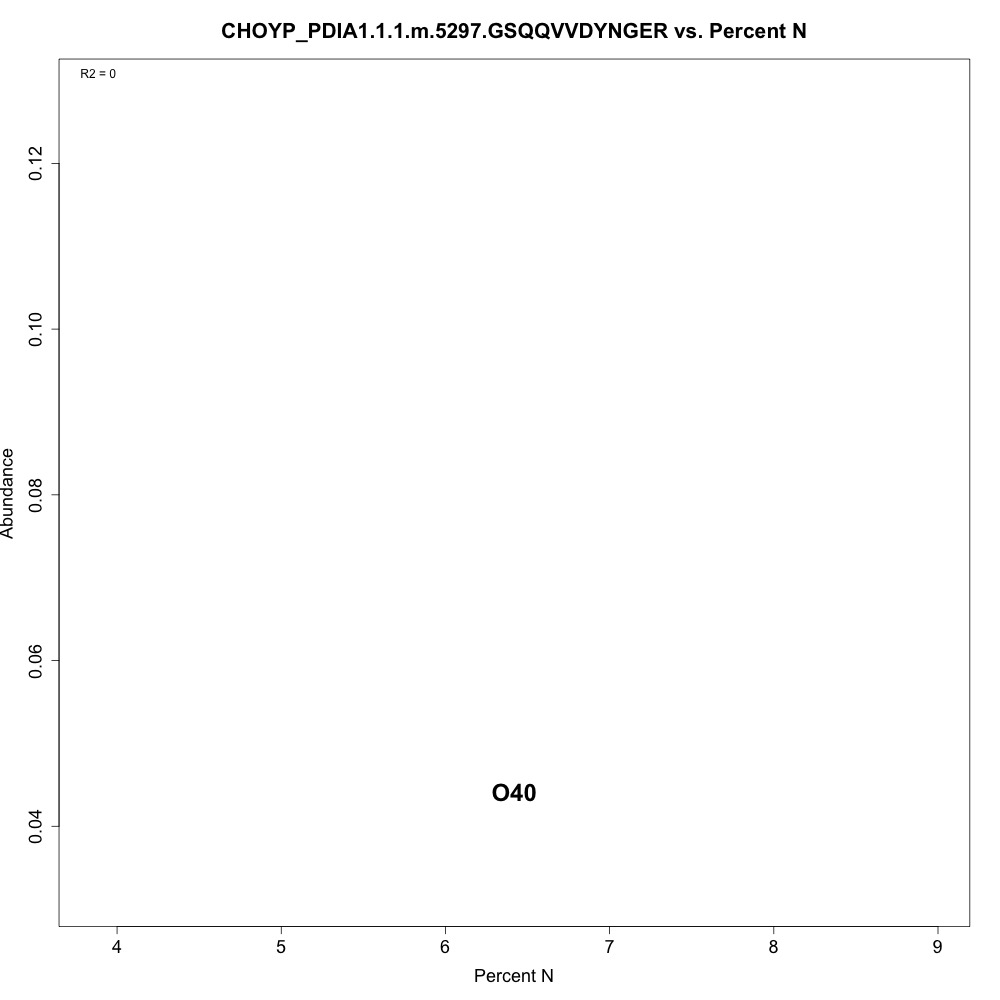 CHOYP_PDIA1.1.1.m.5297.GSQQVVDYNGER vs. Percent N
R2 = 0
0.12
0.10
0.08
0.06
0.04
Abundance
O40
4 5 6 7 8 9
Percent N